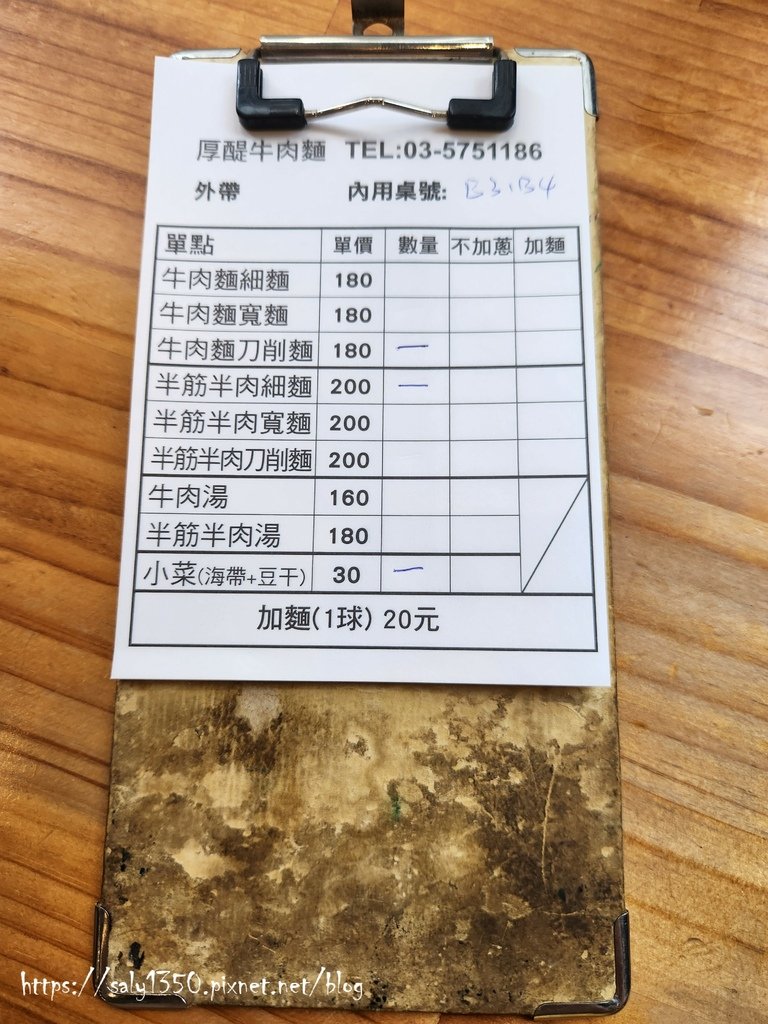 厚醍牛肉麵 TEL:03-5751186
外帶 內用桌號: B3、B4
單點 單價 數量 不加蔥 加麵
牛肉麵細麵 180
牛肉麵寬麵 180
牛肉麵刀削麵 180 一
半筋半肉細麵 200 一
半筋半肉寬麵 200
半筋半肉刀削麵 200
牛肉湯 160
半筋半肉湯 180
小菜(海帶+豆干) 30 一
加麵(1球) 20元
https://saly1350.pixnet.net/blog